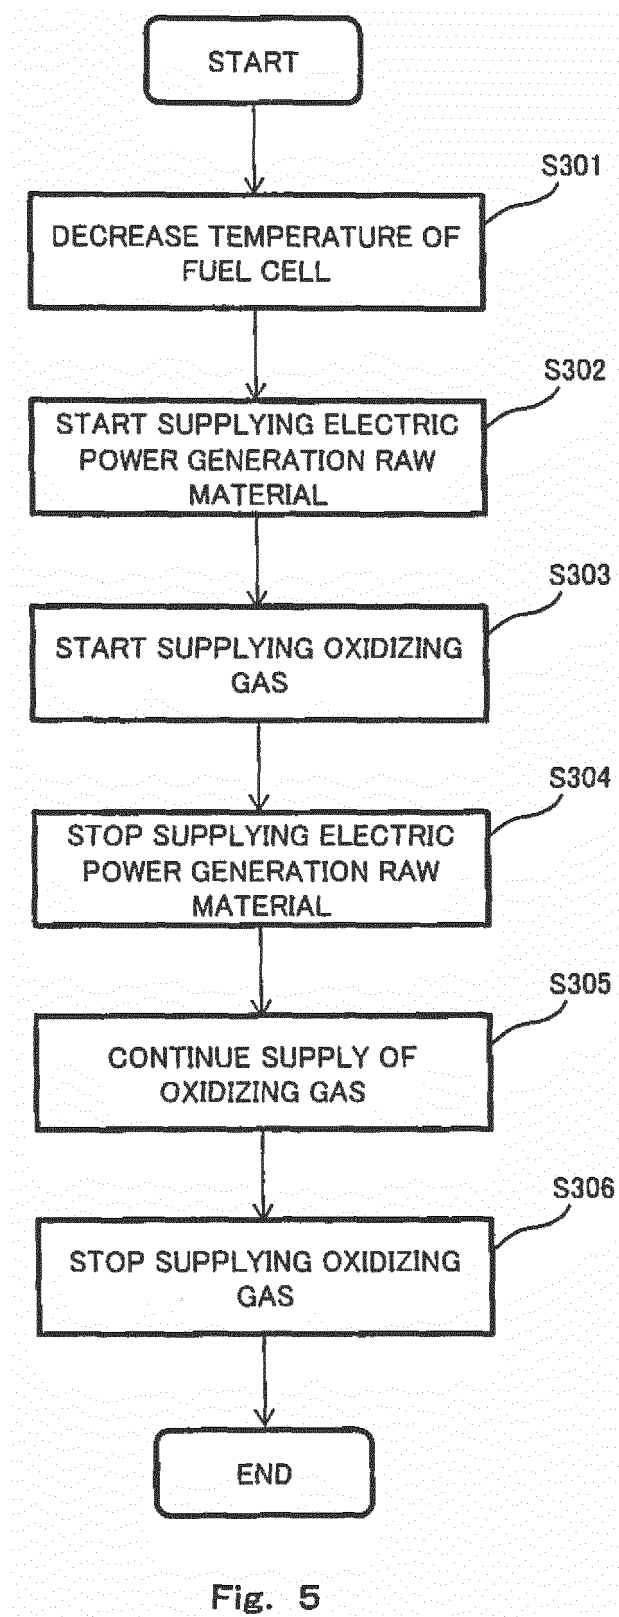 START
S301
DECREASE TEMPERATURE OF
FUEL CELL
S302
START SUPPLYING ELECTRIC
POWER GENERATION RAW
MATERIAL
S303
START SUPPLYING OXIDIZING
GAS
S304
STOP SUPPLYING ELECTRIC
POWER GENERATION RAW
MATERIAL
S305
CONTINUE SUPPLY OF
OXIDIZING GAS
S306
STOP SUPPLYING OXIDIZING
GAS
END
Fig. 5